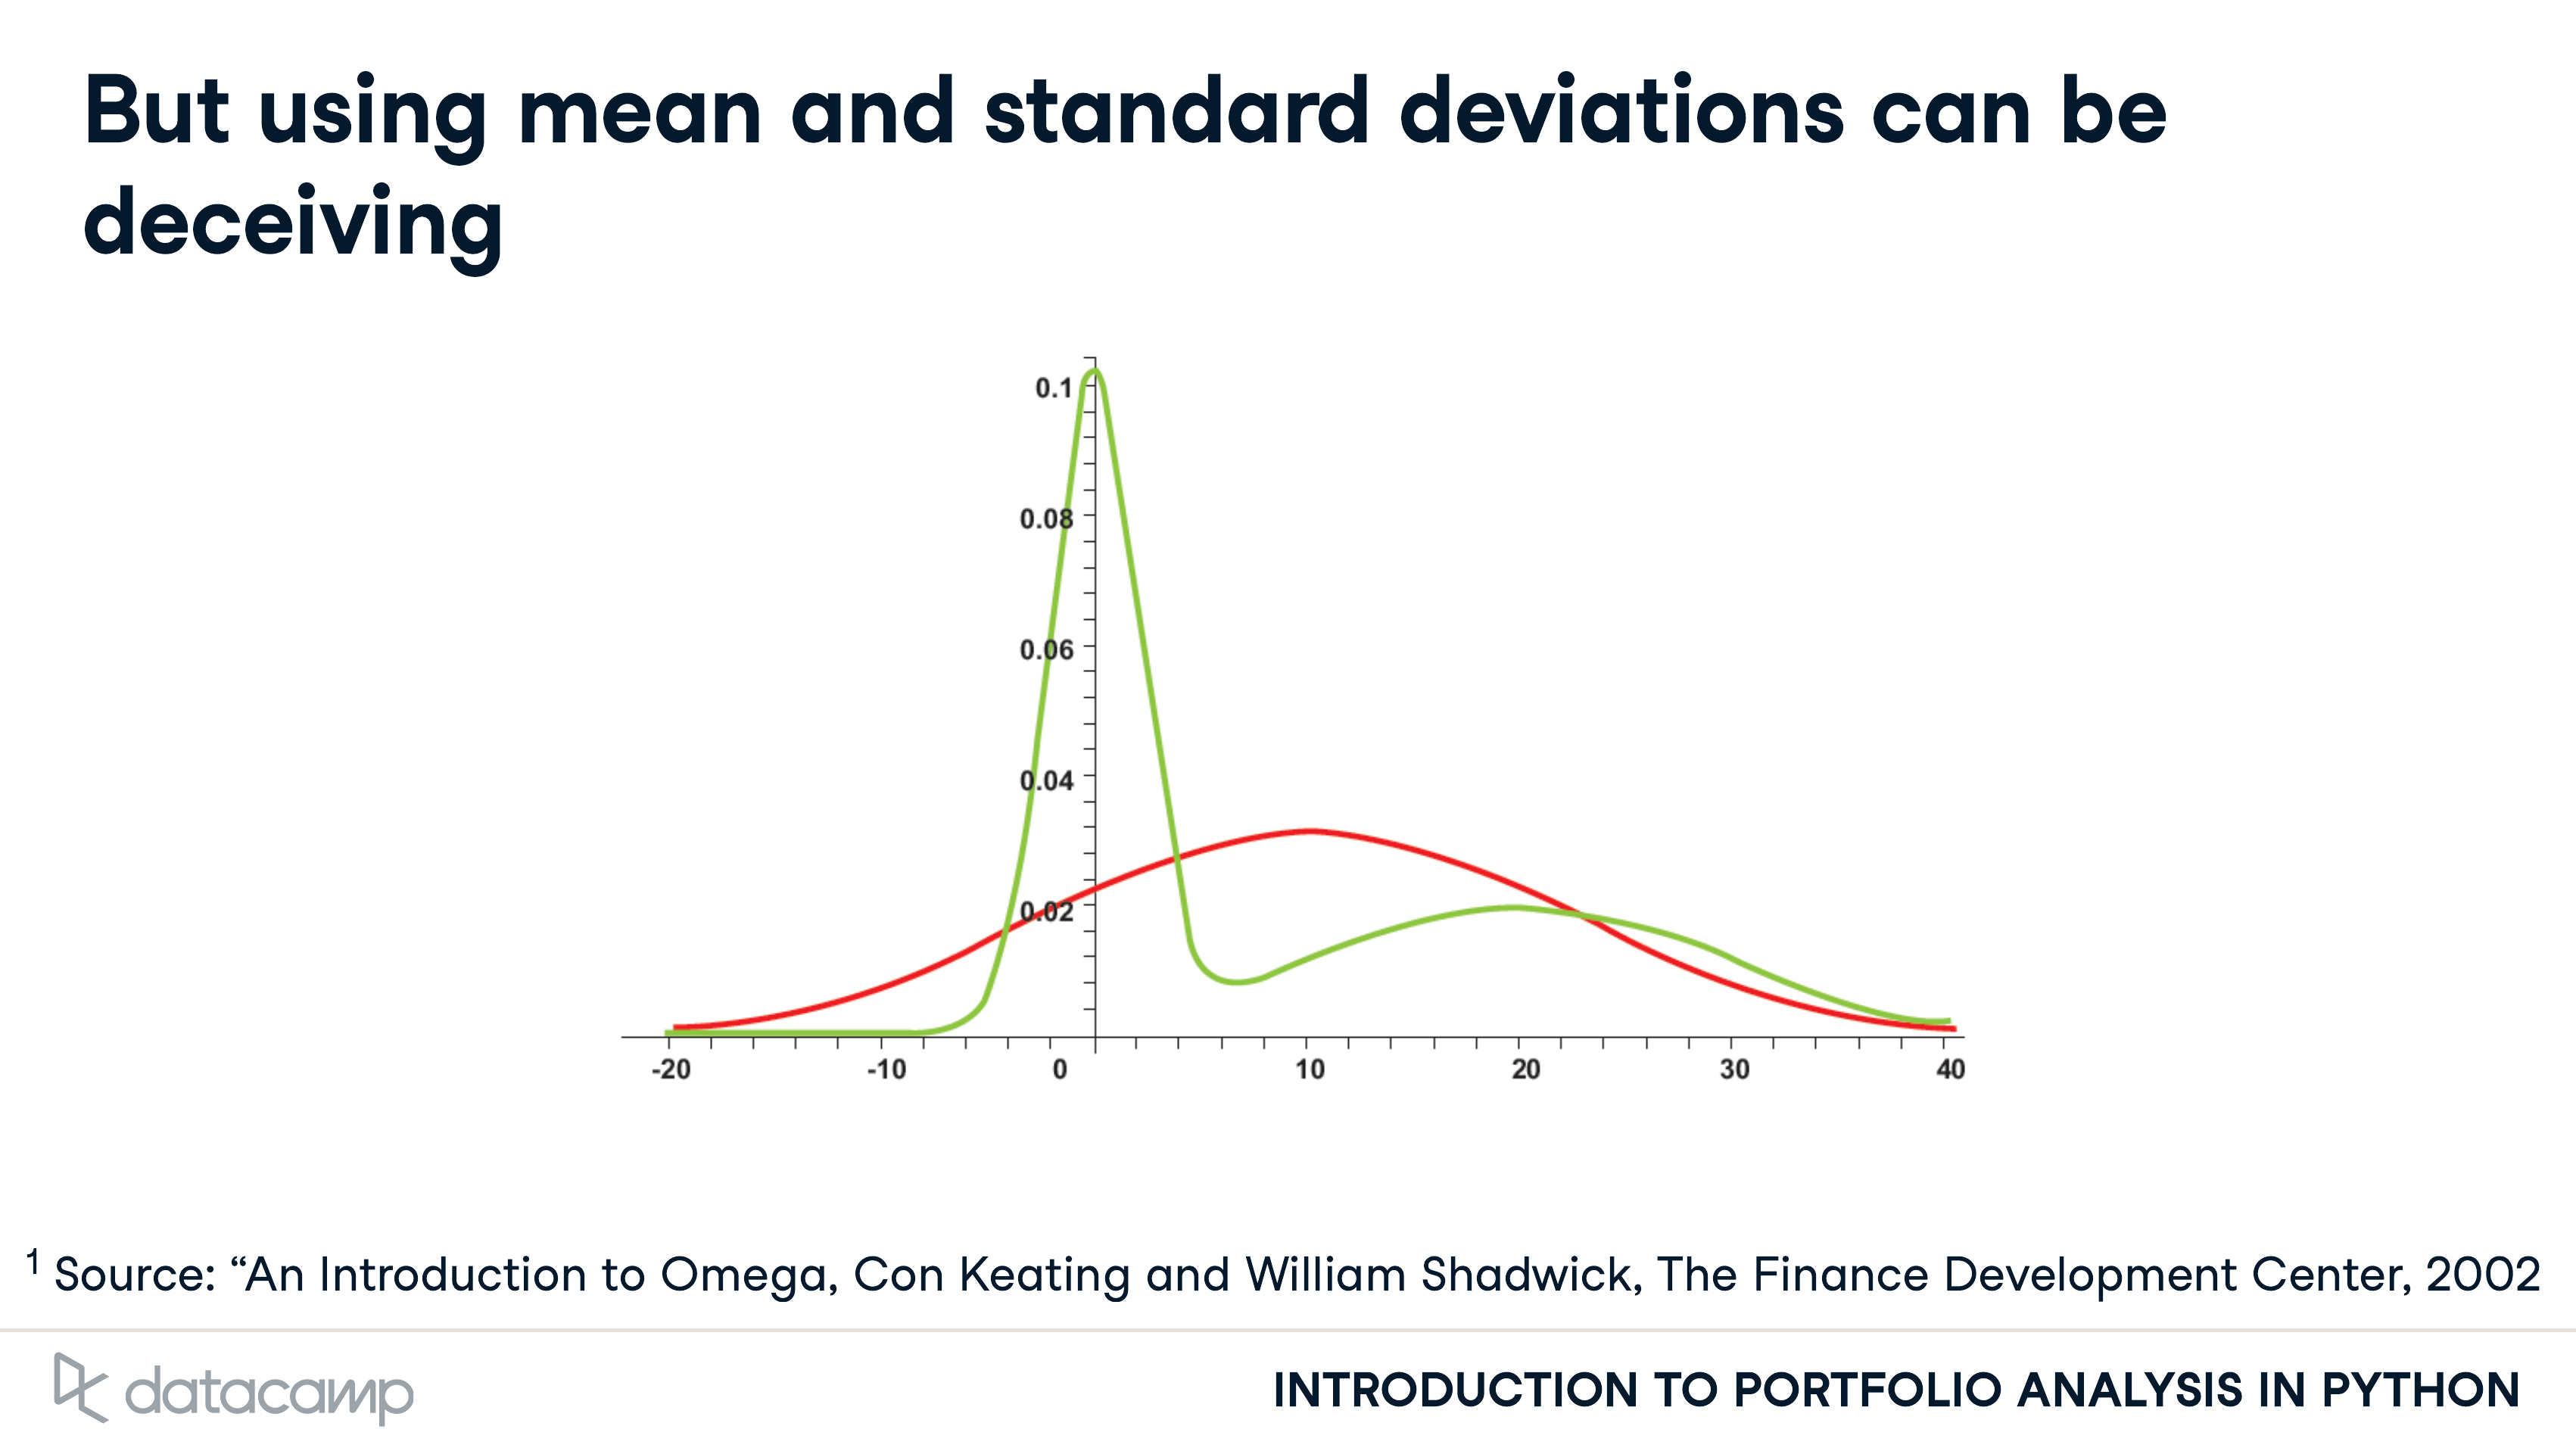 But using mean and standard deviations can be
deceiving
0.1
0.08
0.06
0.04
0.02
-20 -10 0 10 20 30 40
1 Source: “An Introduction to Omega, Con Keating and William Shadwick, The Finance Development Center, 2002
datacamp
INTRODUCTION TO PORTFOLIO ANALYSIS IN PYTHON